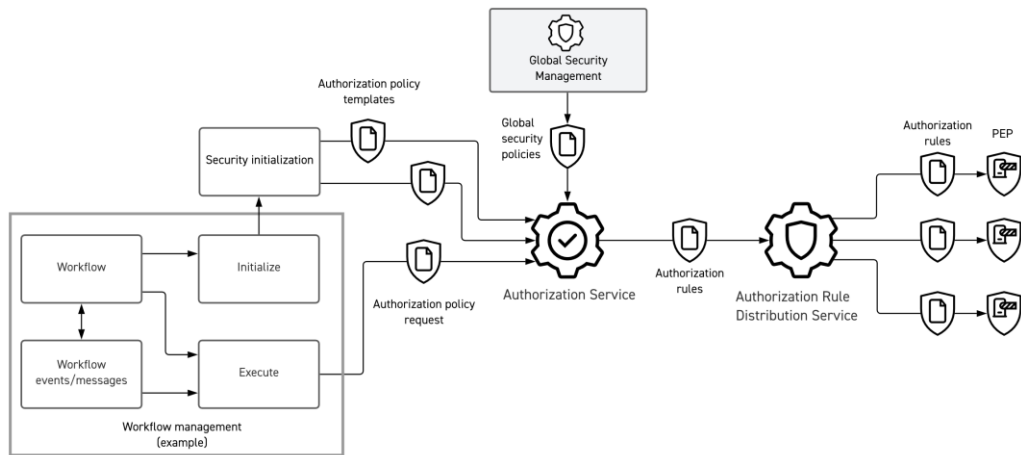 Global Security
Management
Authorization policy
templates
Global
security
policies
Authorization
rules
PEP
Security initialization
Workflow
Initialize
Authorization Service
Authorization
rules
Authorization Rule
Distribution Service
Authorization policy
request
Workflow
events/messages
Execute
Workflow management
(example)